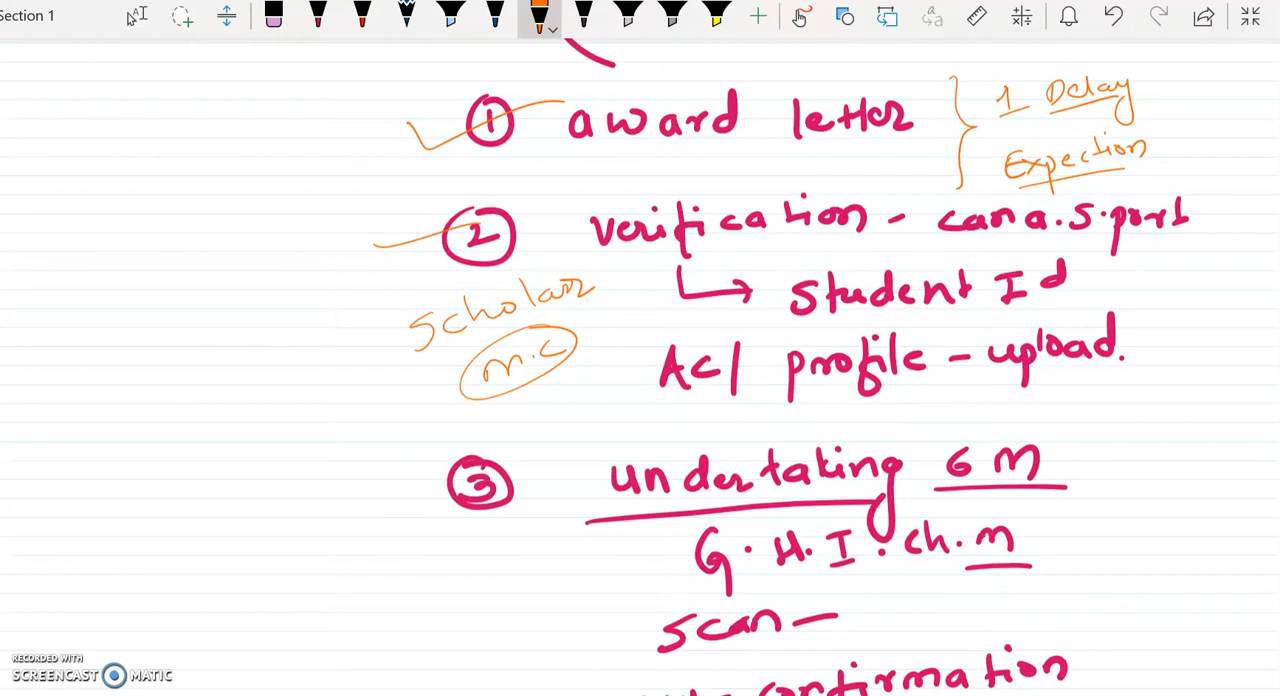 Section 1
① award letter
1 Delay
Expection
② verification - cana.s.port
↳ student Id
Scholar
m.c
Ac/ profile - upload.
③ undertaking 6 M
G.H.I.ch.m
scan -
confirmation
RECORDED WITH
SCREENCAST MATIC